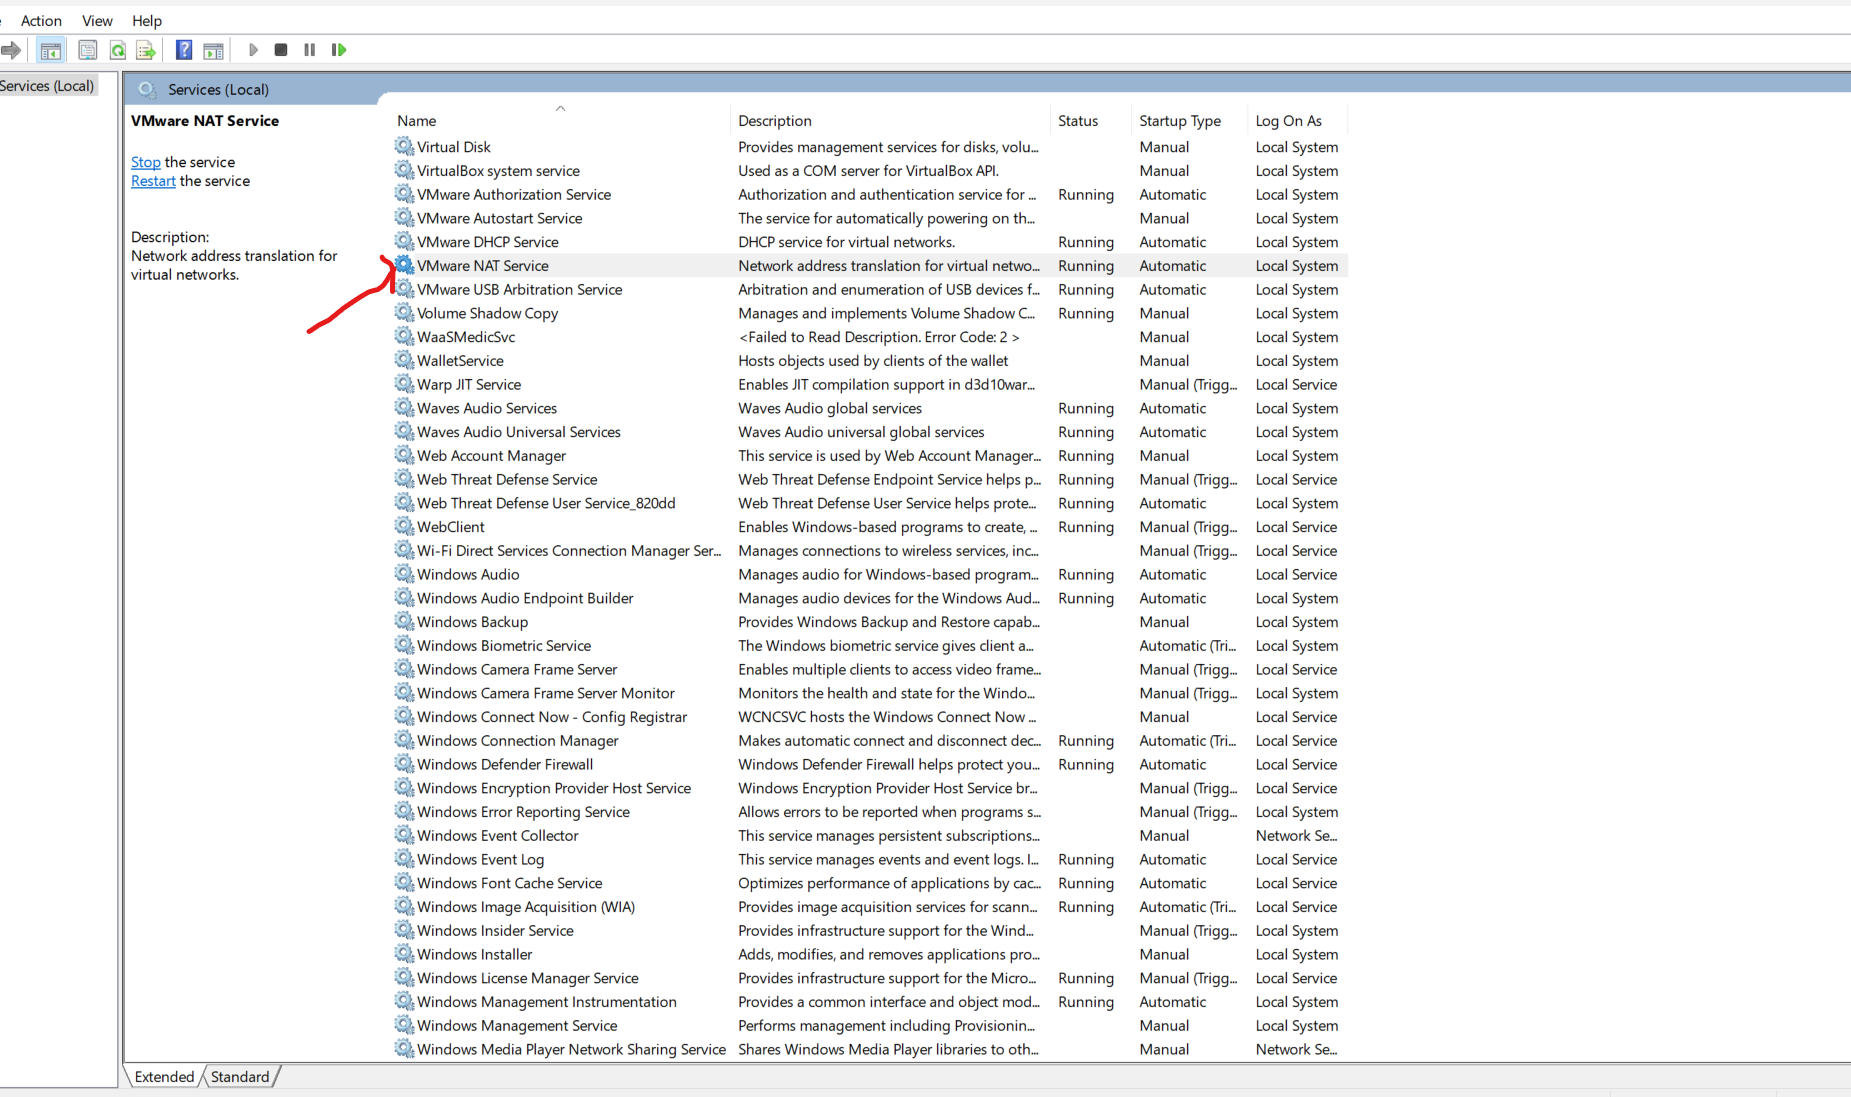 Action View Help
Services (Local)
Services (Local)
VMware NAT Service
Stop the service
Restart the service
Description:
Network address translation for
virtual networks.
Name Description Status Startup Type Log On As
Virtual Disk Provides management services for disks, volu... Manual Local System
VirtualBox system service Used as a COM server for VirtualBox API. Manual Local System
VMware Authorization Service Authorization and authentication service for ... Running Automatic Local System
VMware Autostart Service The service for automatically powering on th... Manual Local System
VMware DHCP Service DHCP service for virtual networks. Running Automatic Local System
VMware NAT Service Network address translation for virtual netwo... Running Automatic Local System
VMware USB Arbitration Service Arbitration and enumeration of USB devices f... Running Automatic Local System
Volume Shadow Copy Manages and implements Volume Shadow C... Running Manual Local System
WaaSMedicSvc <Failed to Read Description. Error Code: 2 > Manual Local System
WalletService Hosts objects used by clients of the wallet Manual Local System
Warp JIT Service Enables JIT compilation support in d3d10war... Manual (Trigg... Local Service
Waves Audio Services Waves Audio global services Running Automatic Local System
Waves Audio Universal Services Waves Audio universal global services Running Automatic Local System
Web Account Manager This service is used by Web Account Manager... Running Manual Local System
Web Threat Defense Service Web Threat Defense Endpoint Service helps p... Running Manual (Trigg... Local Service
Web Threat Defense User Service_820dd Web Threat Defense User Service helps prote... Running Automatic Local System
WebClient Enables Windows-based programs to create, ... Running Manual (Trigg... Local Service
Wi-Fi Direct Services Connection Manager Ser... Manages connections to wireless services, inc... Manual (Trigg... Local Service
Windows Audio Manages audio for Windows-based program... Running Automatic Local Service
Windows Audio Endpoint Builder Manages audio devices for the Windows Aud... Running Automatic Local System
Windows Backup Provides Windows Backup and Restore capab... Manual Local System
Windows Biometric Service The Windows biometric service gives client a... Automatic (Tri... Local System
Windows Camera Frame Server Enables multiple clients to access video frame... Manual (Trigg... Local Service
Windows Camera Frame Server Monitor Monitors the health and state for the Windo... Manual (Trigg... Local System
Windows Connect Now - Config Registrar WCNCSVC hosts the Windows Connect Now ... Manual Local Service
Windows Connection Manager Makes automatic connect and disconnect dec... Running Automatic (Tri... Local Service
Windows Defender Firewall Windows Defender Firewall helps protect you... Running Automatic Local Service
Windows Encryption Provider Host Service Windows Encryption Provider Host Service br... Manual (Trigg... Local Service
Windows Error Reporting Service Allows errors to be reported when programs s... Manual (Trigg... Local System
Windows Event Collector This service manages persistent subscriptions... Manual Network Se...
Windows Event Log This service manages events and event logs. I... Running Automatic Local Service
Windows Font Cache Service Optimizes performance of applications by cac... Running Automatic Local Service
Windows Image Acquisition (WIA) Provides image acquisition services for scann... Running Automatic (Tri... Local Service
Windows Insider Service Provides infrastructure support for the Wind... Manual (Trigg... Local System
Windows Installer Adds, modifies, and removes applications pro... Manual Local System
Windows License Manager Service Provides infrastructure support for the Micro... Running Manual (Trigg... Local Service
Windows Management Instrumentation Provides a common interface and object mod... Running Automatic Local System
Windows Management Service Performs management including Provisionin... Manual Local System
Windows Media Player Network Sharing Service Shares Windows Media Player libraries to oth... Manual Network Se...
Extended Standard